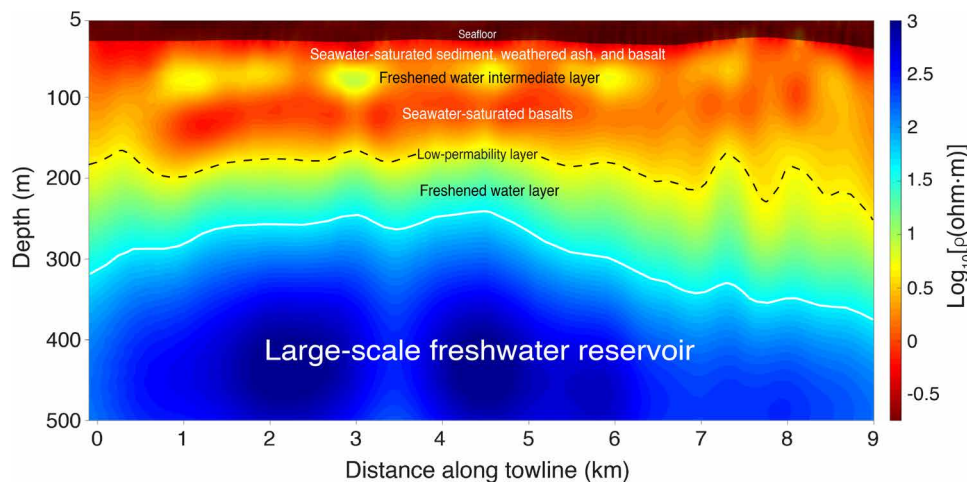 5
100
200
300
400
500
Depth (m)
Seafloor
Seawater-saturated sediment, weathered ash, and basalt
Freshened water intermediate layer
Seawater-saturated basalts
Low-permability layer
Freshened water layer
Large-scale freshwater reservoir
0 1 2 3 4 5 6 7 8 9
Distance along towline (km)
3
2.5
2
1.5
1
0.5
0
-0.5
Log10[ρ(ohm·m)]